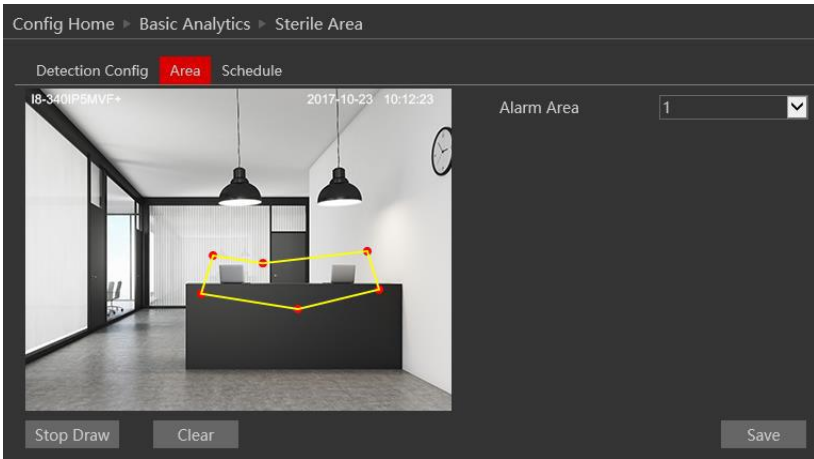 Config Home ▸ Basic Analytics ▸ Sterile Area
Detection Config Area Schedule
I8-340IP5MVF+ 2017-10-23 10:12:23
Alarm Area 1
Stop Draw Clear Save